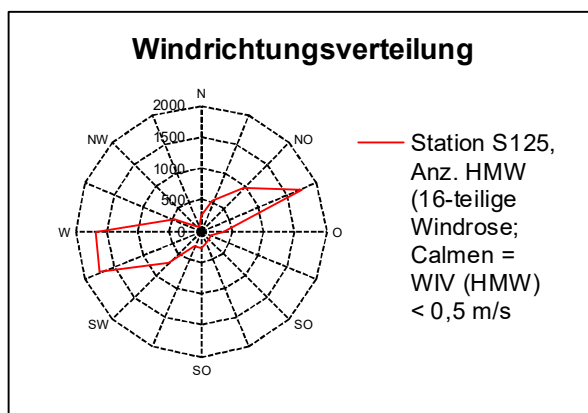 Windrichtungsverteilung
N
2000
NW
NO
1500
1000
500
W
0
O
SW
SO
SO
Station S125,
Anz. HMW
(16-teilige
Windrose;
Calmen =
WIV (HMW)
< 0,5 m/s